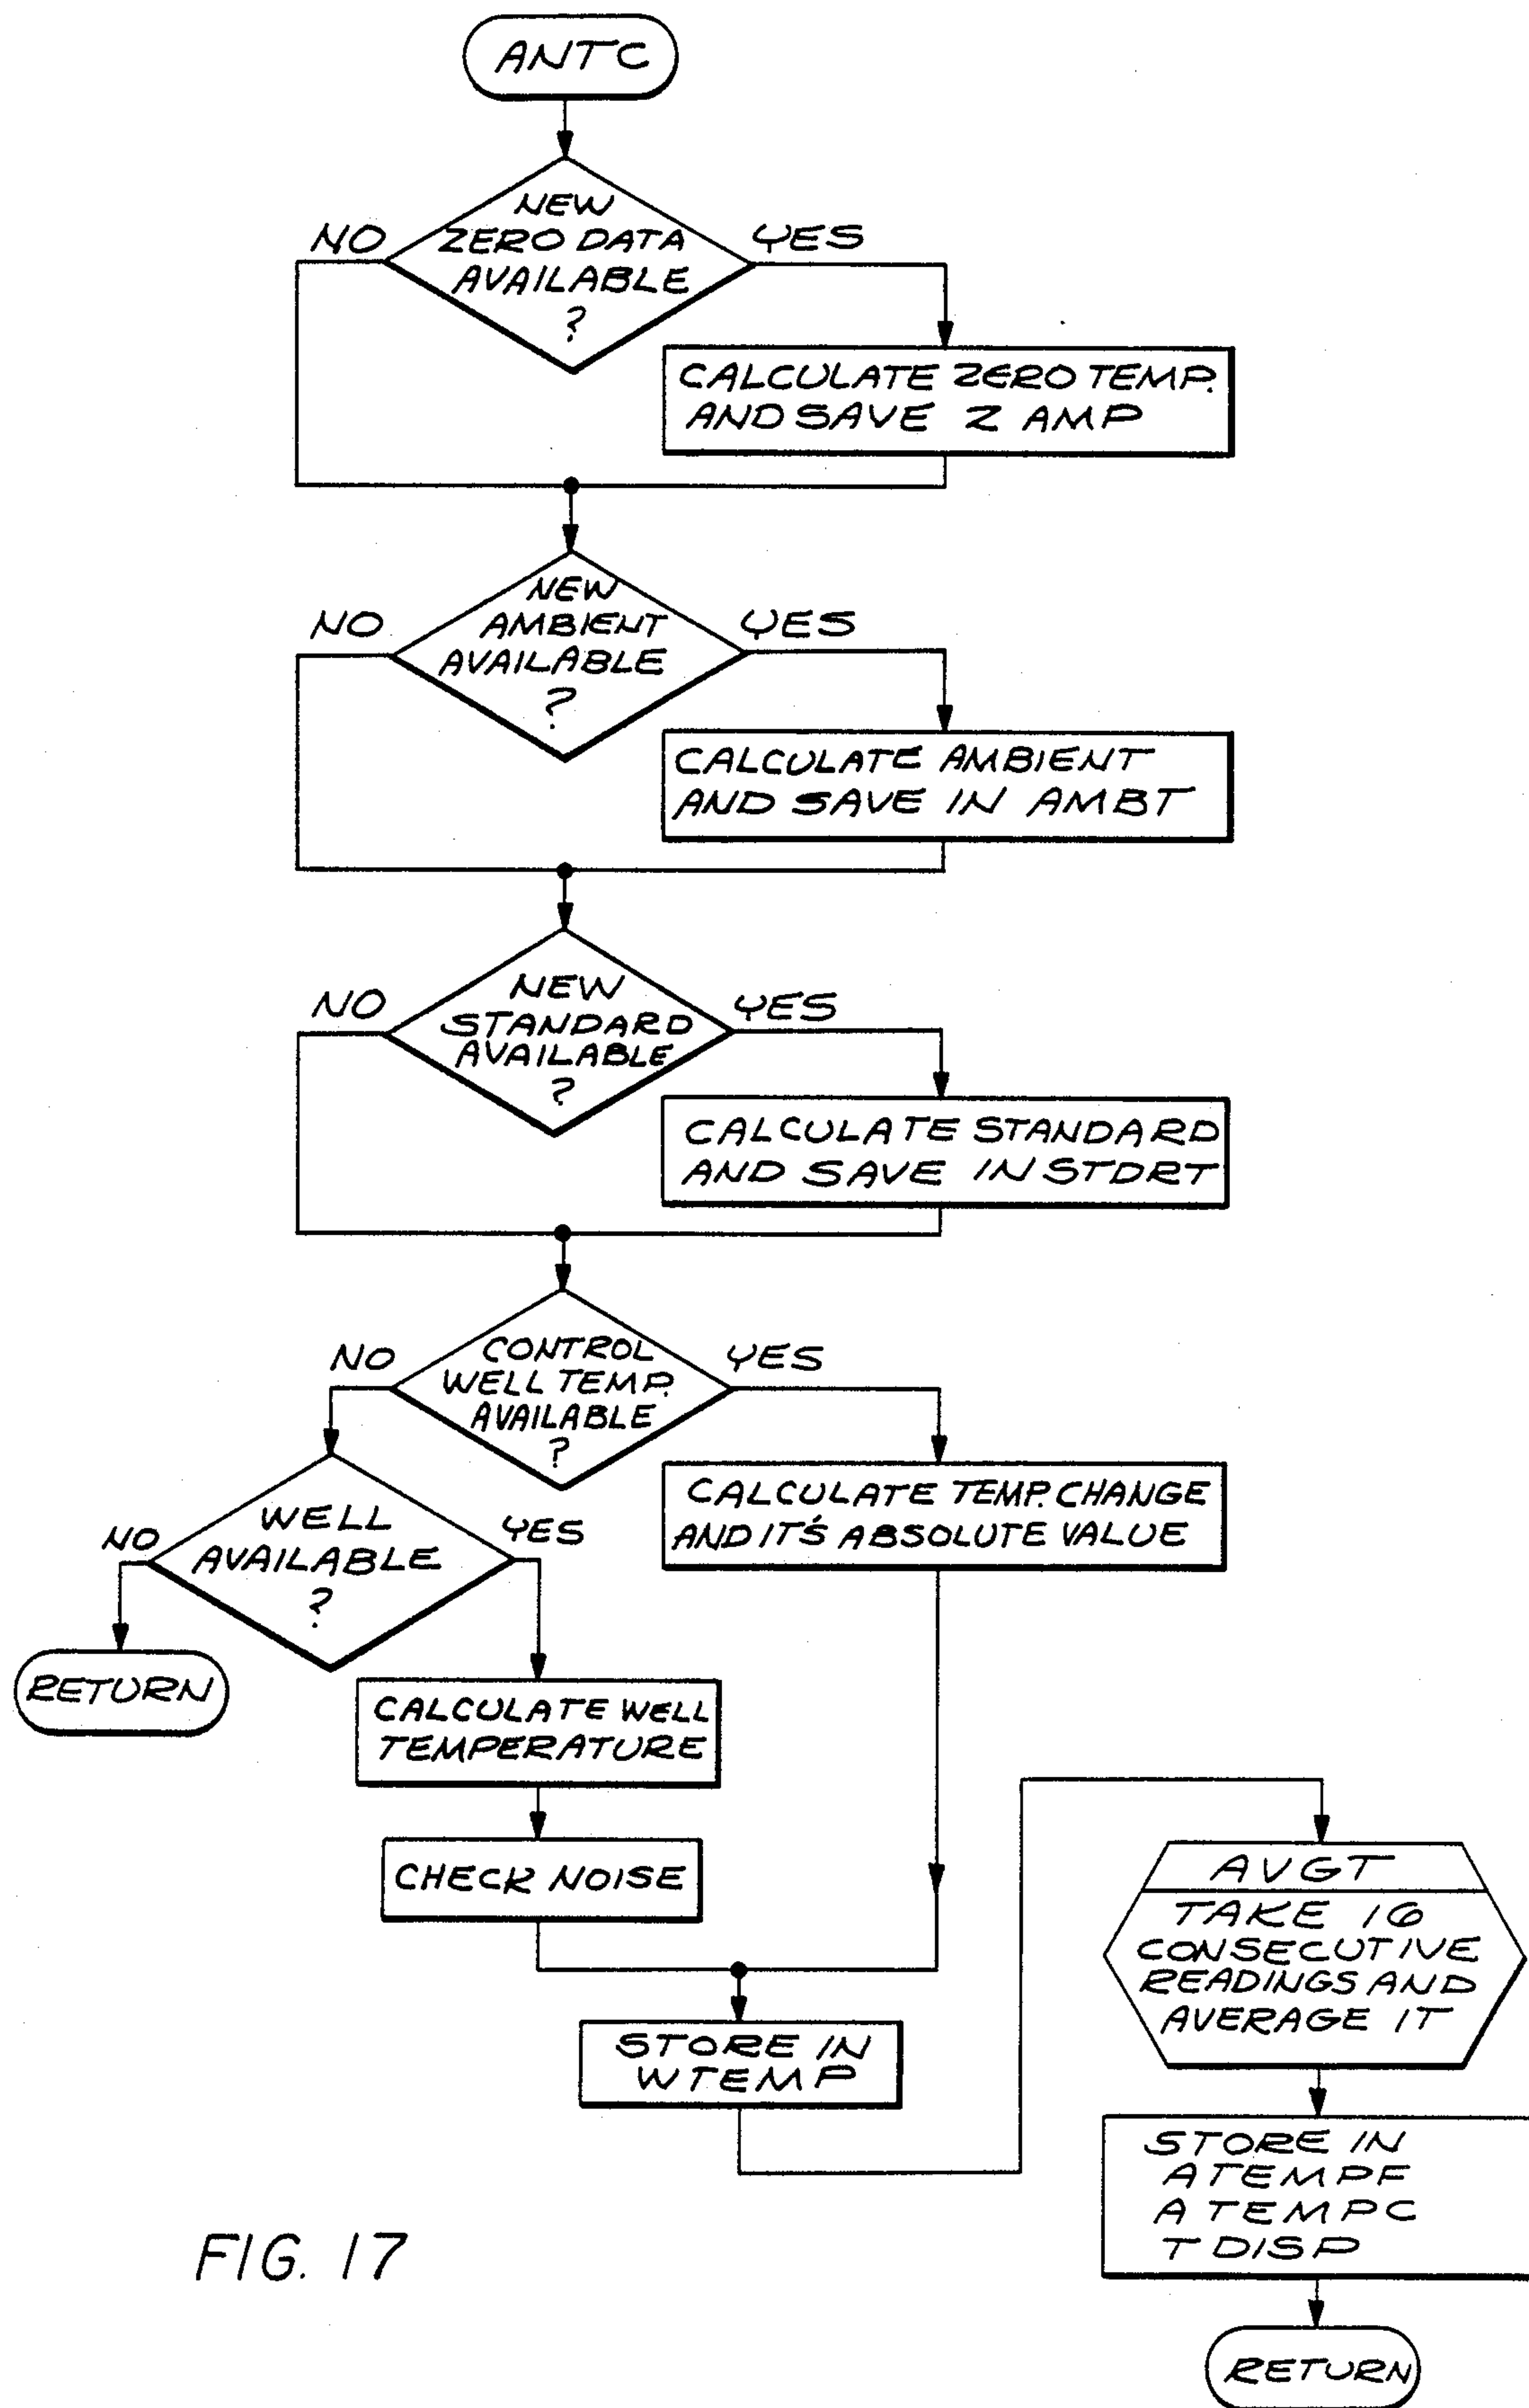 ANTC
NEW
ZERO DATA
AVAILABLE
?
NO
YES
CALCULATE ZERO TEMP.
AND SAVE Z AMP
NEW
AMBIENT
AVAILABLE
?
NO
YES
CALCULATE AMBIENT
AND SAVE IN AMBT
NEW
STANDARD
AVAILABLE
?
NO
YES
CALCULATE STANDARD
AND SAVE IN STDRT
CONTROL
WELL TEMP.
AVAILABLE
?
NO
YES
CALCULATE TEMP. CHANGE
AND IT'S ABSOLUTE VALUE
WELL
AVAILABLE
?
NO
YES
RETURN
CALCULATE WELL
TEMPERATURE
CHECK NOISE
STORE IN
WTEMP
AVGT
TAKE 16
CONSECUTIVE
READINGS AND
AVERAGE IT
STORE IN
A TEMPF
A TEMPC
T DISP
RETURN
FIG. 17